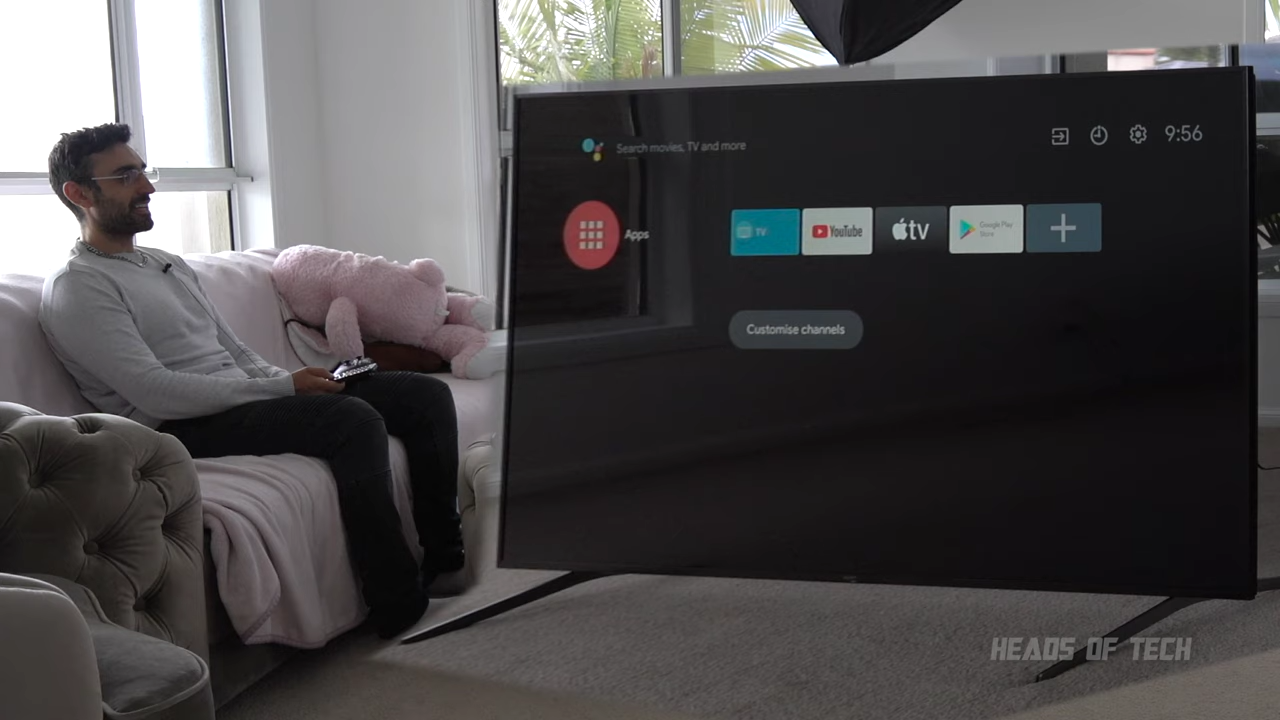 Search movies, TV and more
9:56
Apps
TV
YouTube
tv
Google Play
Store
Customise channels
HEADS OF TECH